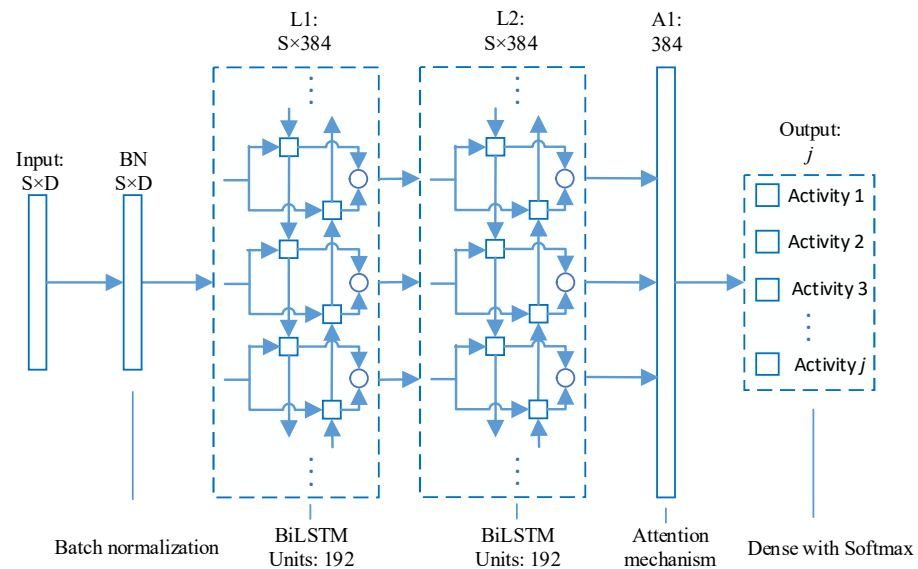 Input:
S×D
BN
S×D
L1:
S×384
L2:
S×384
A1:
384
Output:
j
Activity 1
Activity 2
Activity 3
Activity j
Batch normalization
BiLSTM
Units: 192
BiLSTM
Units: 192
Attention
mechanism
Dense with Softmax